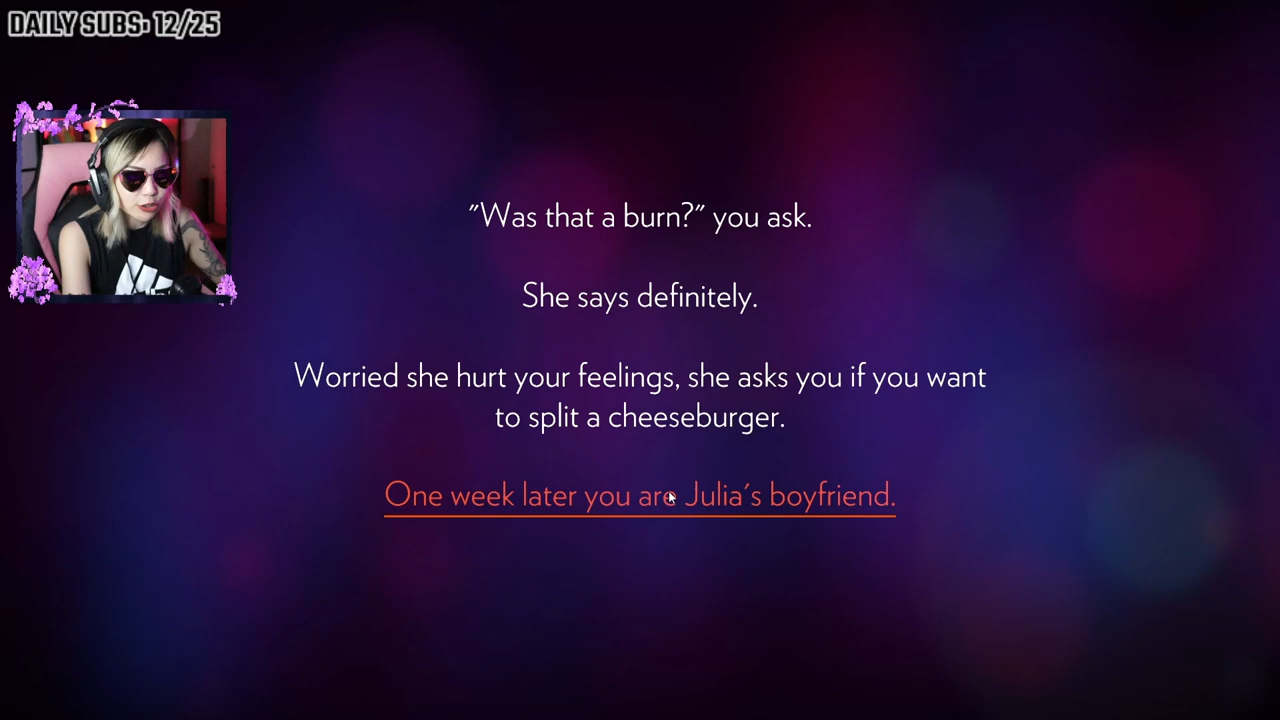 DAILY SUBS: 12/25
"Was that a burn?" you ask.
She says definitely.
Worried she hurt your feelings, she asks you if you want
to split a cheeseburger.
One week later you are Julia's boyfriend.